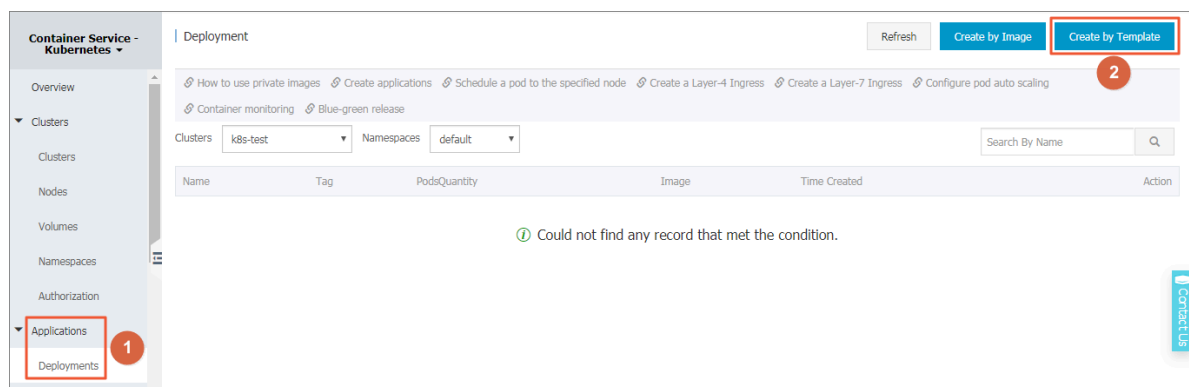 Container Service -
Kubernetes
Overview
Clusters
Clusters
Nodes
Volumes
Namespaces
Authorization
Applications
Deployments
1
Deployment
Refresh
Create by Image
Create by Template
2
How to use private images Create applications Schedule a pod to the specified node Create a Layer-4 Ingress Create a Layer-7 Ingress Configure pod auto scaling
Container monitoring Blue-green release
Clusters k8s-test Namespaces default
Search By Name
Name Tag PodsQuantity Image Time Created Action
Could not find any record that met the condition.
Contact Us